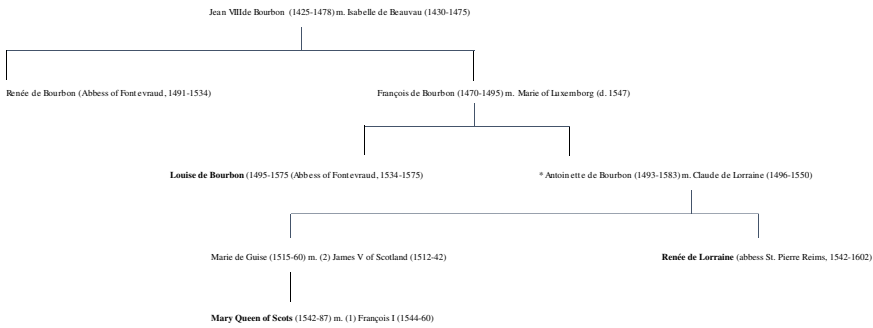 Jean VIII de Bourbon (1425-1478) m. Isabelle de Beauvau (1430-1475)
Renée de Bourbon (Abbess of Fontevraud, 1491-1534)
François de Bourbon (1470-1495) m. Marie of Luxemborg (d. 1547)
Louise de Bourbon (1495-1575 (Abbess of Fontevraud, 1534-1575)
* Antoinette de Bourbon (1493-1583) m. Claude de Lorraine (1496-1550)
Marie de Guise (1515-60) m. (2) James V of Scotland (1512-42)
Renée de Lorraine (abbess St. Pierre Reims, 1542-1602)
Mary Queen of Scots (1542-87) m. (1) François I (1544-60)